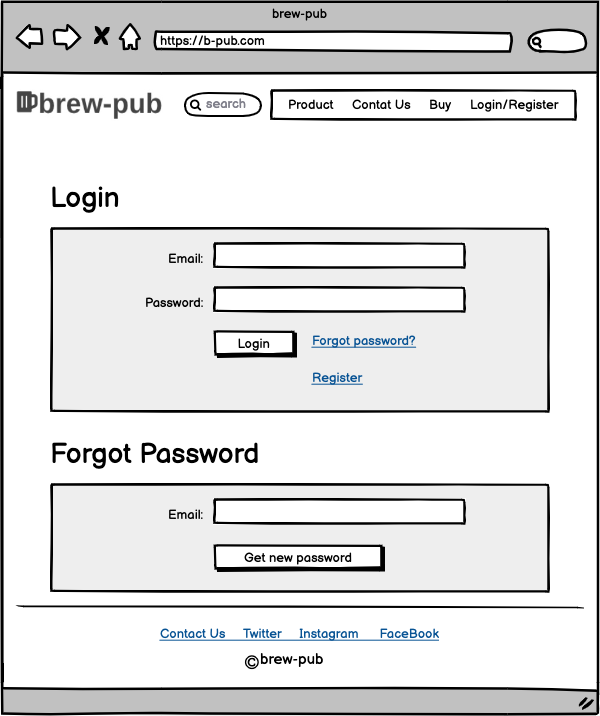 brew-pub
https://b-pub.com
brew-pub search Product Contat Us Buy Login/Register
Login
Email:
Password:
Login Forgot password?
Register
Forgot Password
Email:
Get new password
Contact Us Twitter Instagram FaceBook
©brew-pub